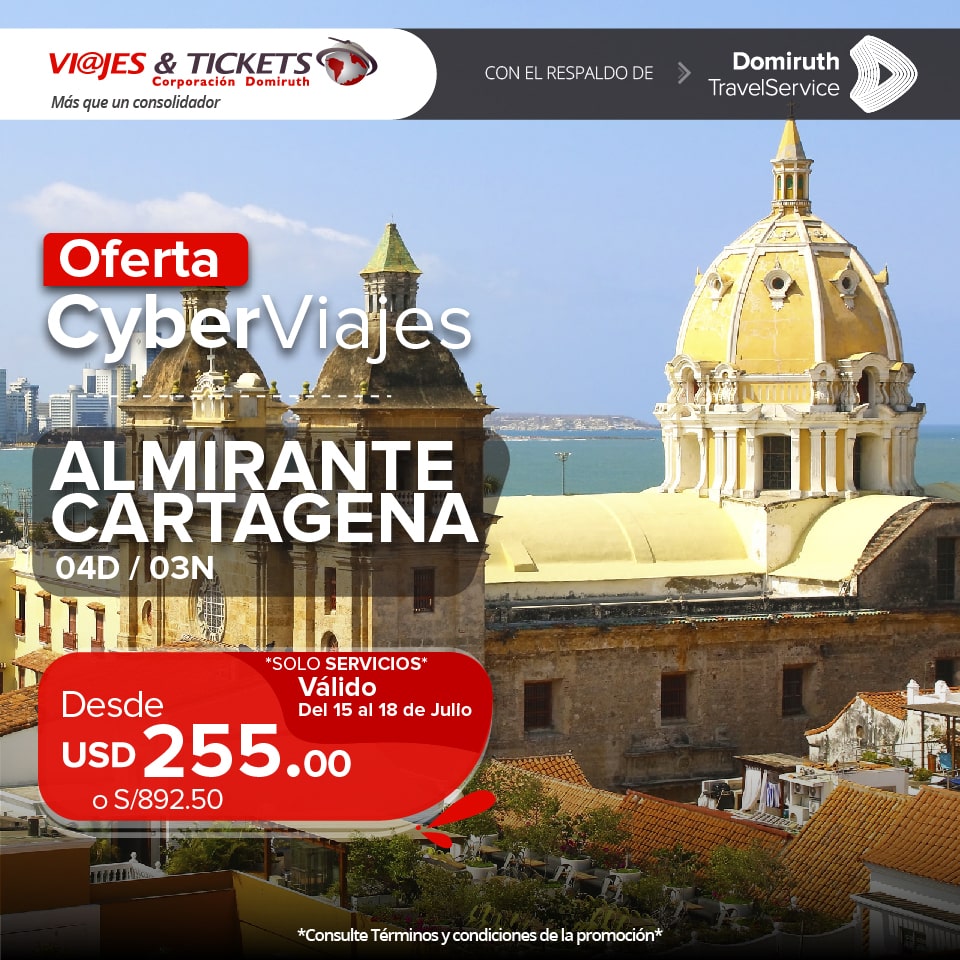 VI@JES & TICKETS
Corporación Domiruth
Más que un consolidador
CON EL RESPALDO DE
Domiruth
TravelService
Oferta
CyberViajes
ALMIRANTE
CARTAGENA
04D / 03N
*SOLO SERVICIOS*
Válido
Del 15 al 18 de Julio
Desde
USD 255.00
o S/892.50
*Consulte Términos y condiciones de la promoción*